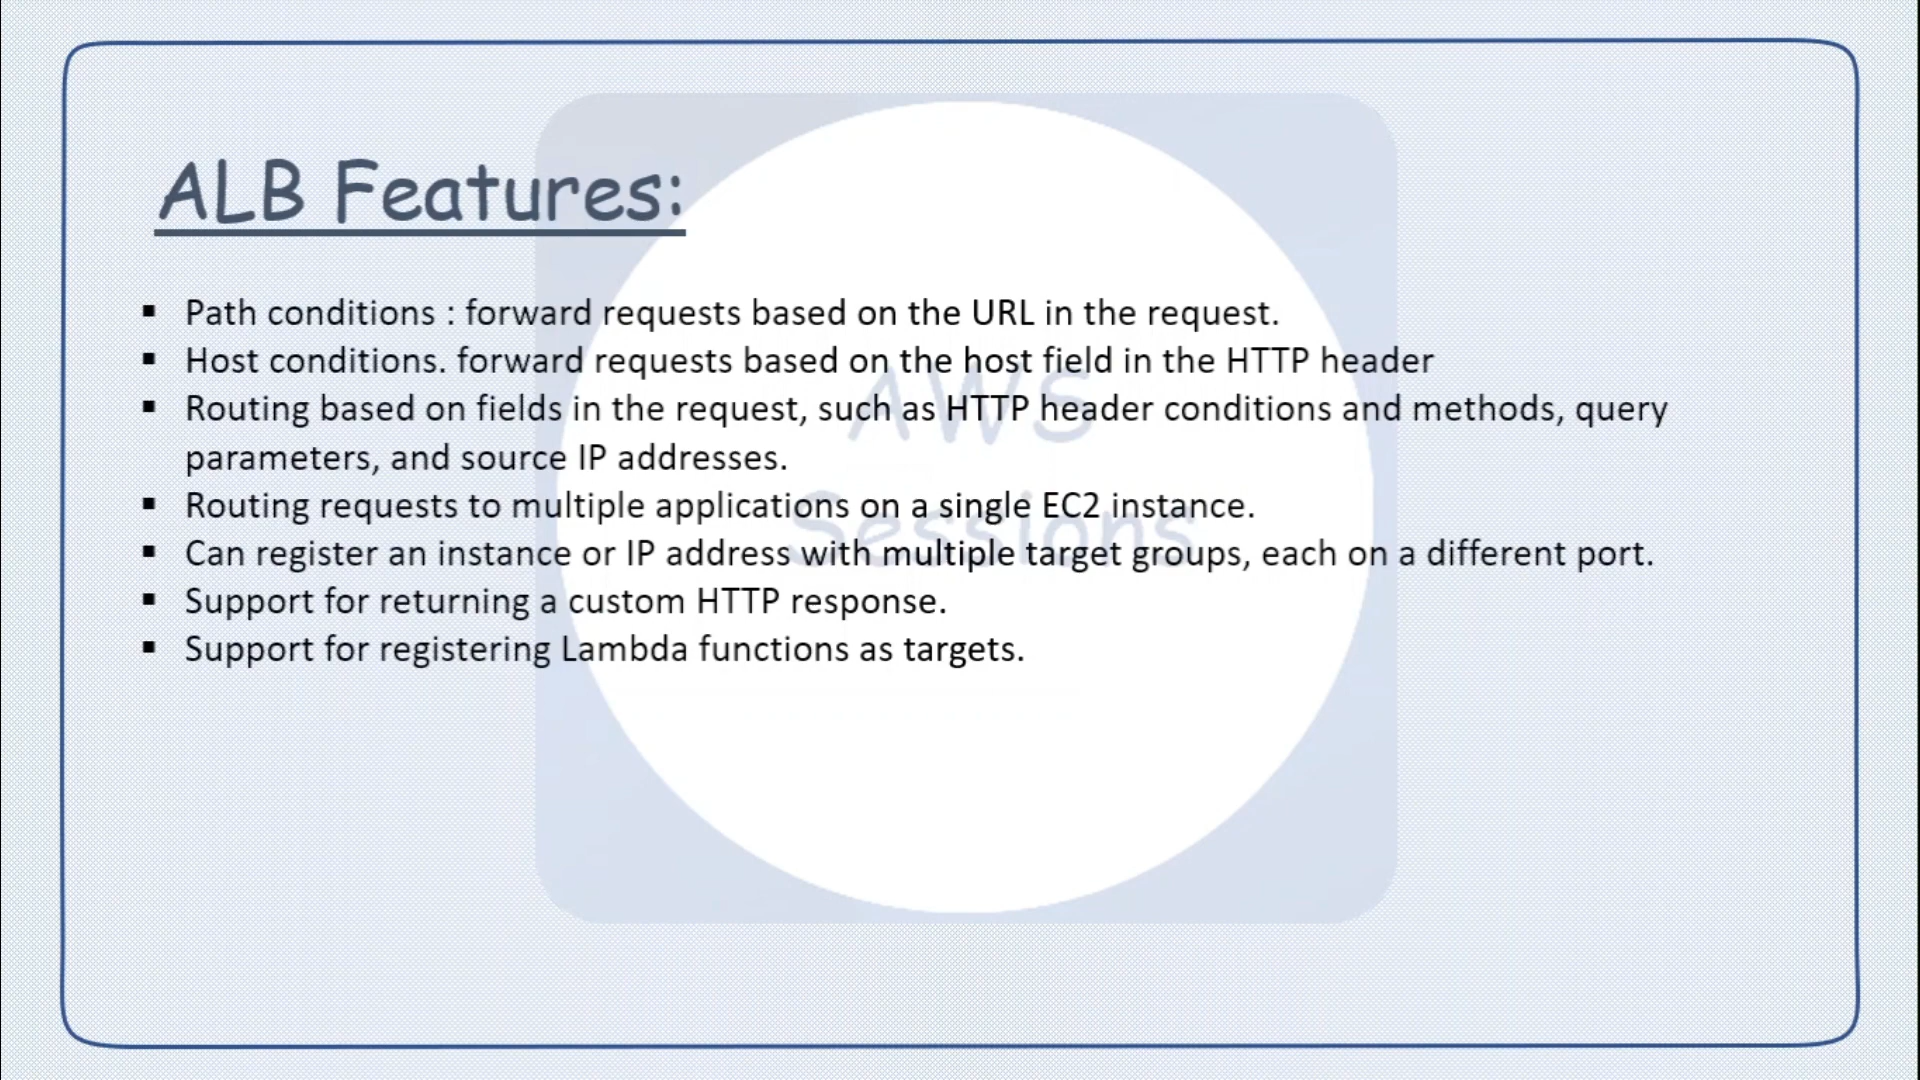 ALB Features:
▪ Path conditions : forward requests based on the URL in the request.
▪ Host conditions. forward requests based on the host field in the HTTP header
▪ Routing based on fields in the request, such as HTTP header conditions and methods, query
parameters, and source IP addresses.
▪ Routing requests to multiple applications on a single EC2 instance.
▪ Can register an instance or IP address with multiple target groups, each on a different port.
▪ Support for returning a custom HTTP response.
▪ Support for registering Lambda functions as targets.
AWS
Sessions